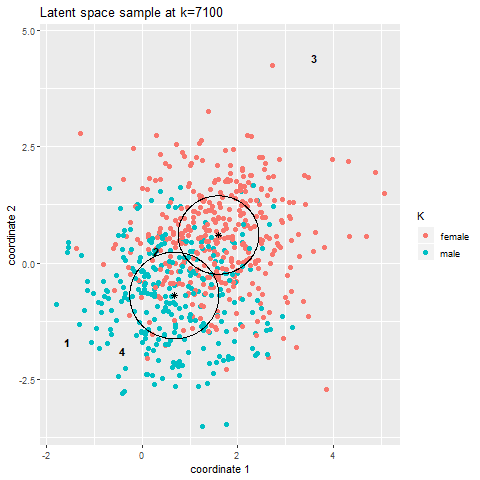 Latent space sample at k=7100
5.0
3
2.5
K
female
male
coordinate 2
2
0.0
1
4
-2.5
-2
0
2
4
coordinate 1